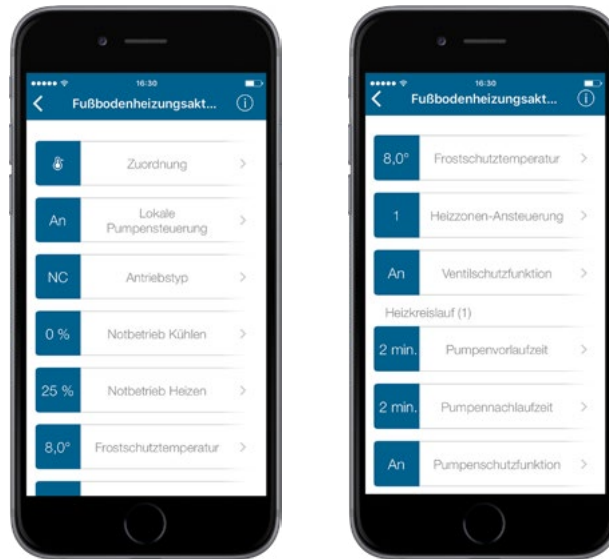 16:30
Fußbodenheizungsakt...
Zuordnung
An
Lokale
Pumpensteuerung
NC
Antriebstyp
0 %
Notbetrieb Kühlen
25 %
Notbetrieb Heizen
8,0°
Frostschutztemperatur
16:30
Fußbodenheizungsakt...
8,0°
Frostschutztemperatur
1
Heizzonen-Ansteuerung
An
Ventilschutzfunktion
Heizkreislauf (1)
2 min.
Pumpenvorlaufzeit
2 min.
Pumpennachlaufzeit
An
Pumpenschutzfunktion